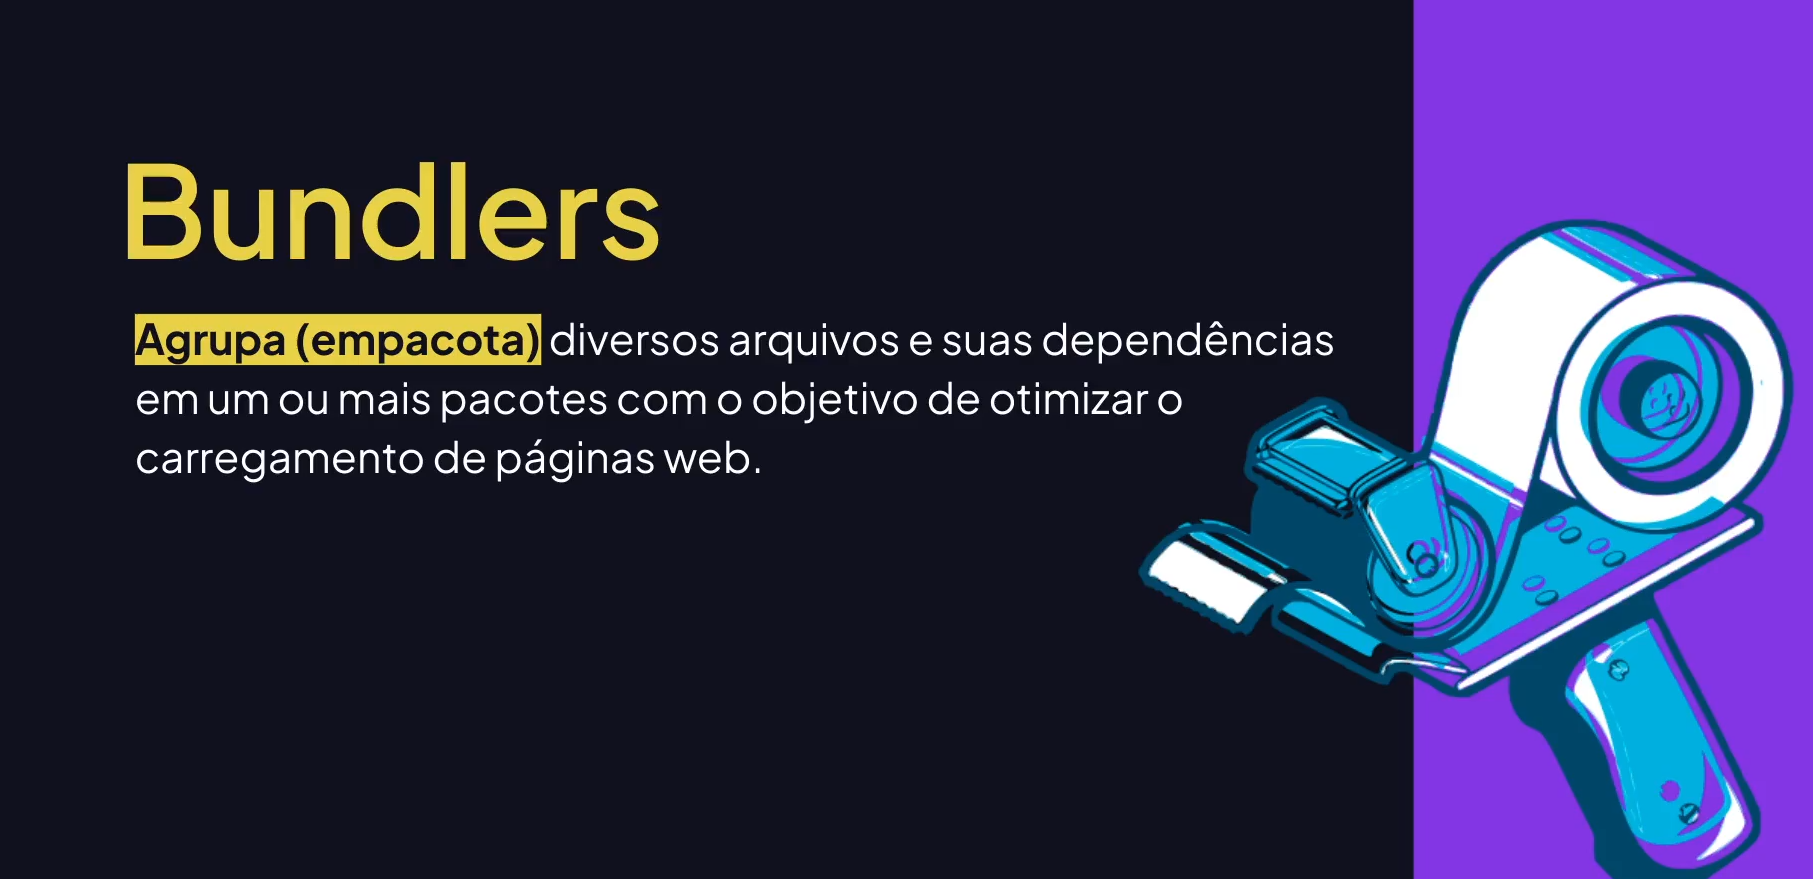 Bundlers
Agrupa (empacota) diversos arquivos e suas dependências
em um ou mais pacotes com o objetivo de otimizar o
carregamento de páginas web.